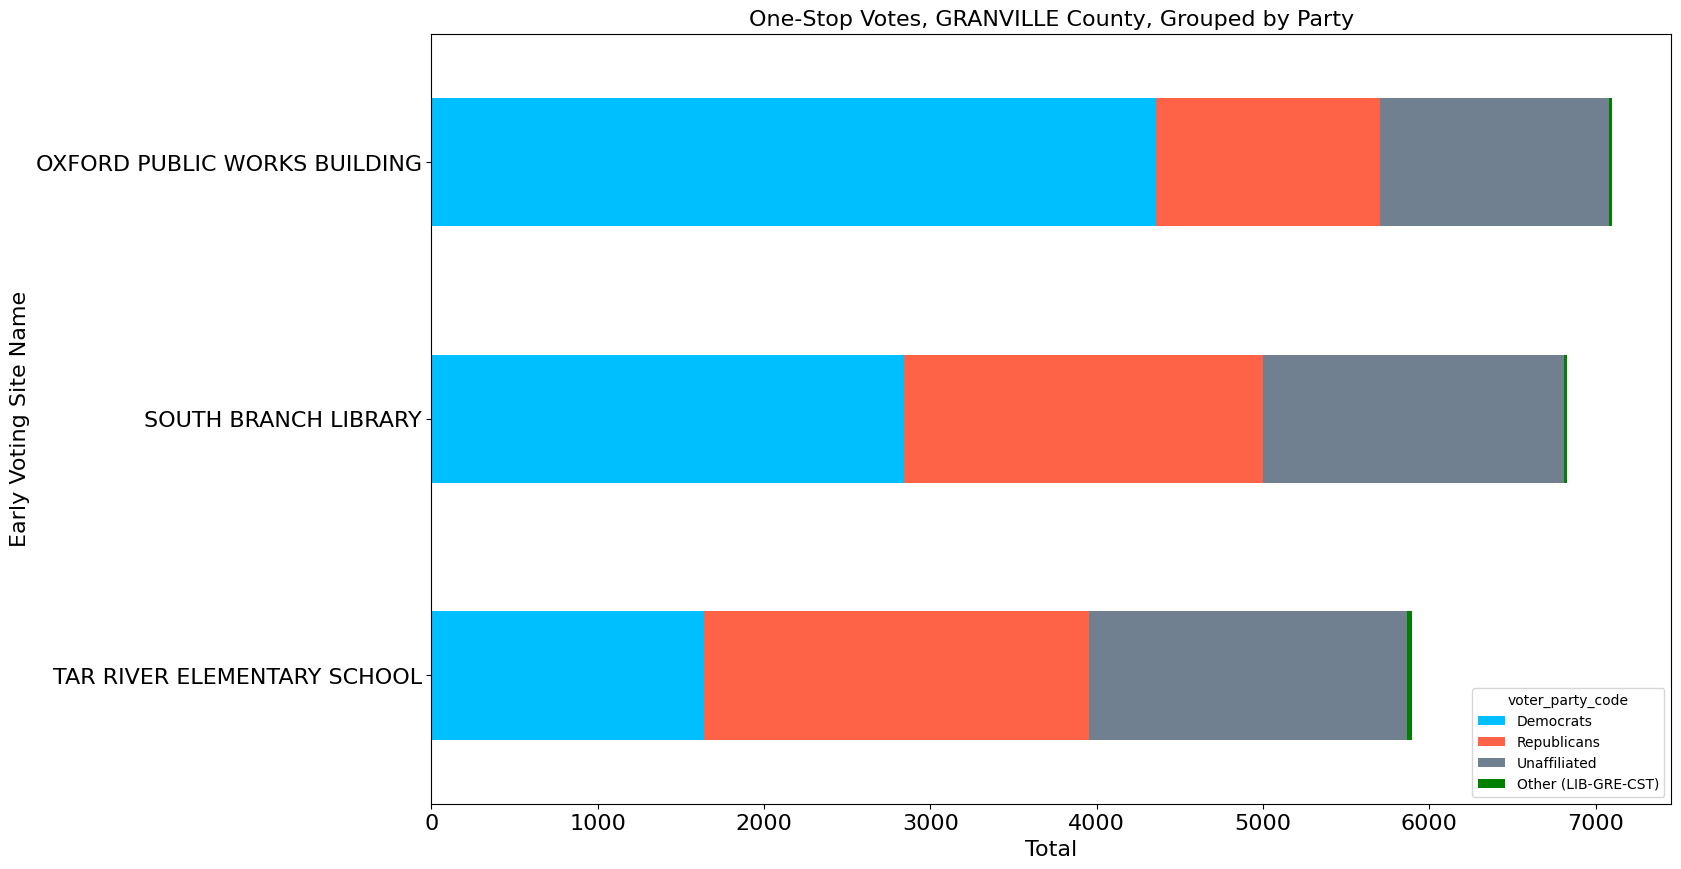 One-Stop Votes, GRANVILLE County, Grouped by Party
Early Voting Site Name
OXFORD PUBLIC WORKS BUILDING
SOUTH BRANCH LIBRARY
TAR RIVER ELEMENTARY SCHOOL
voter_party_code
Democrats
Republicans
Unaffiliated
Other (LIB-GRE-CST)
0 1000 2000 3000 4000 5000 6000 7000
Total